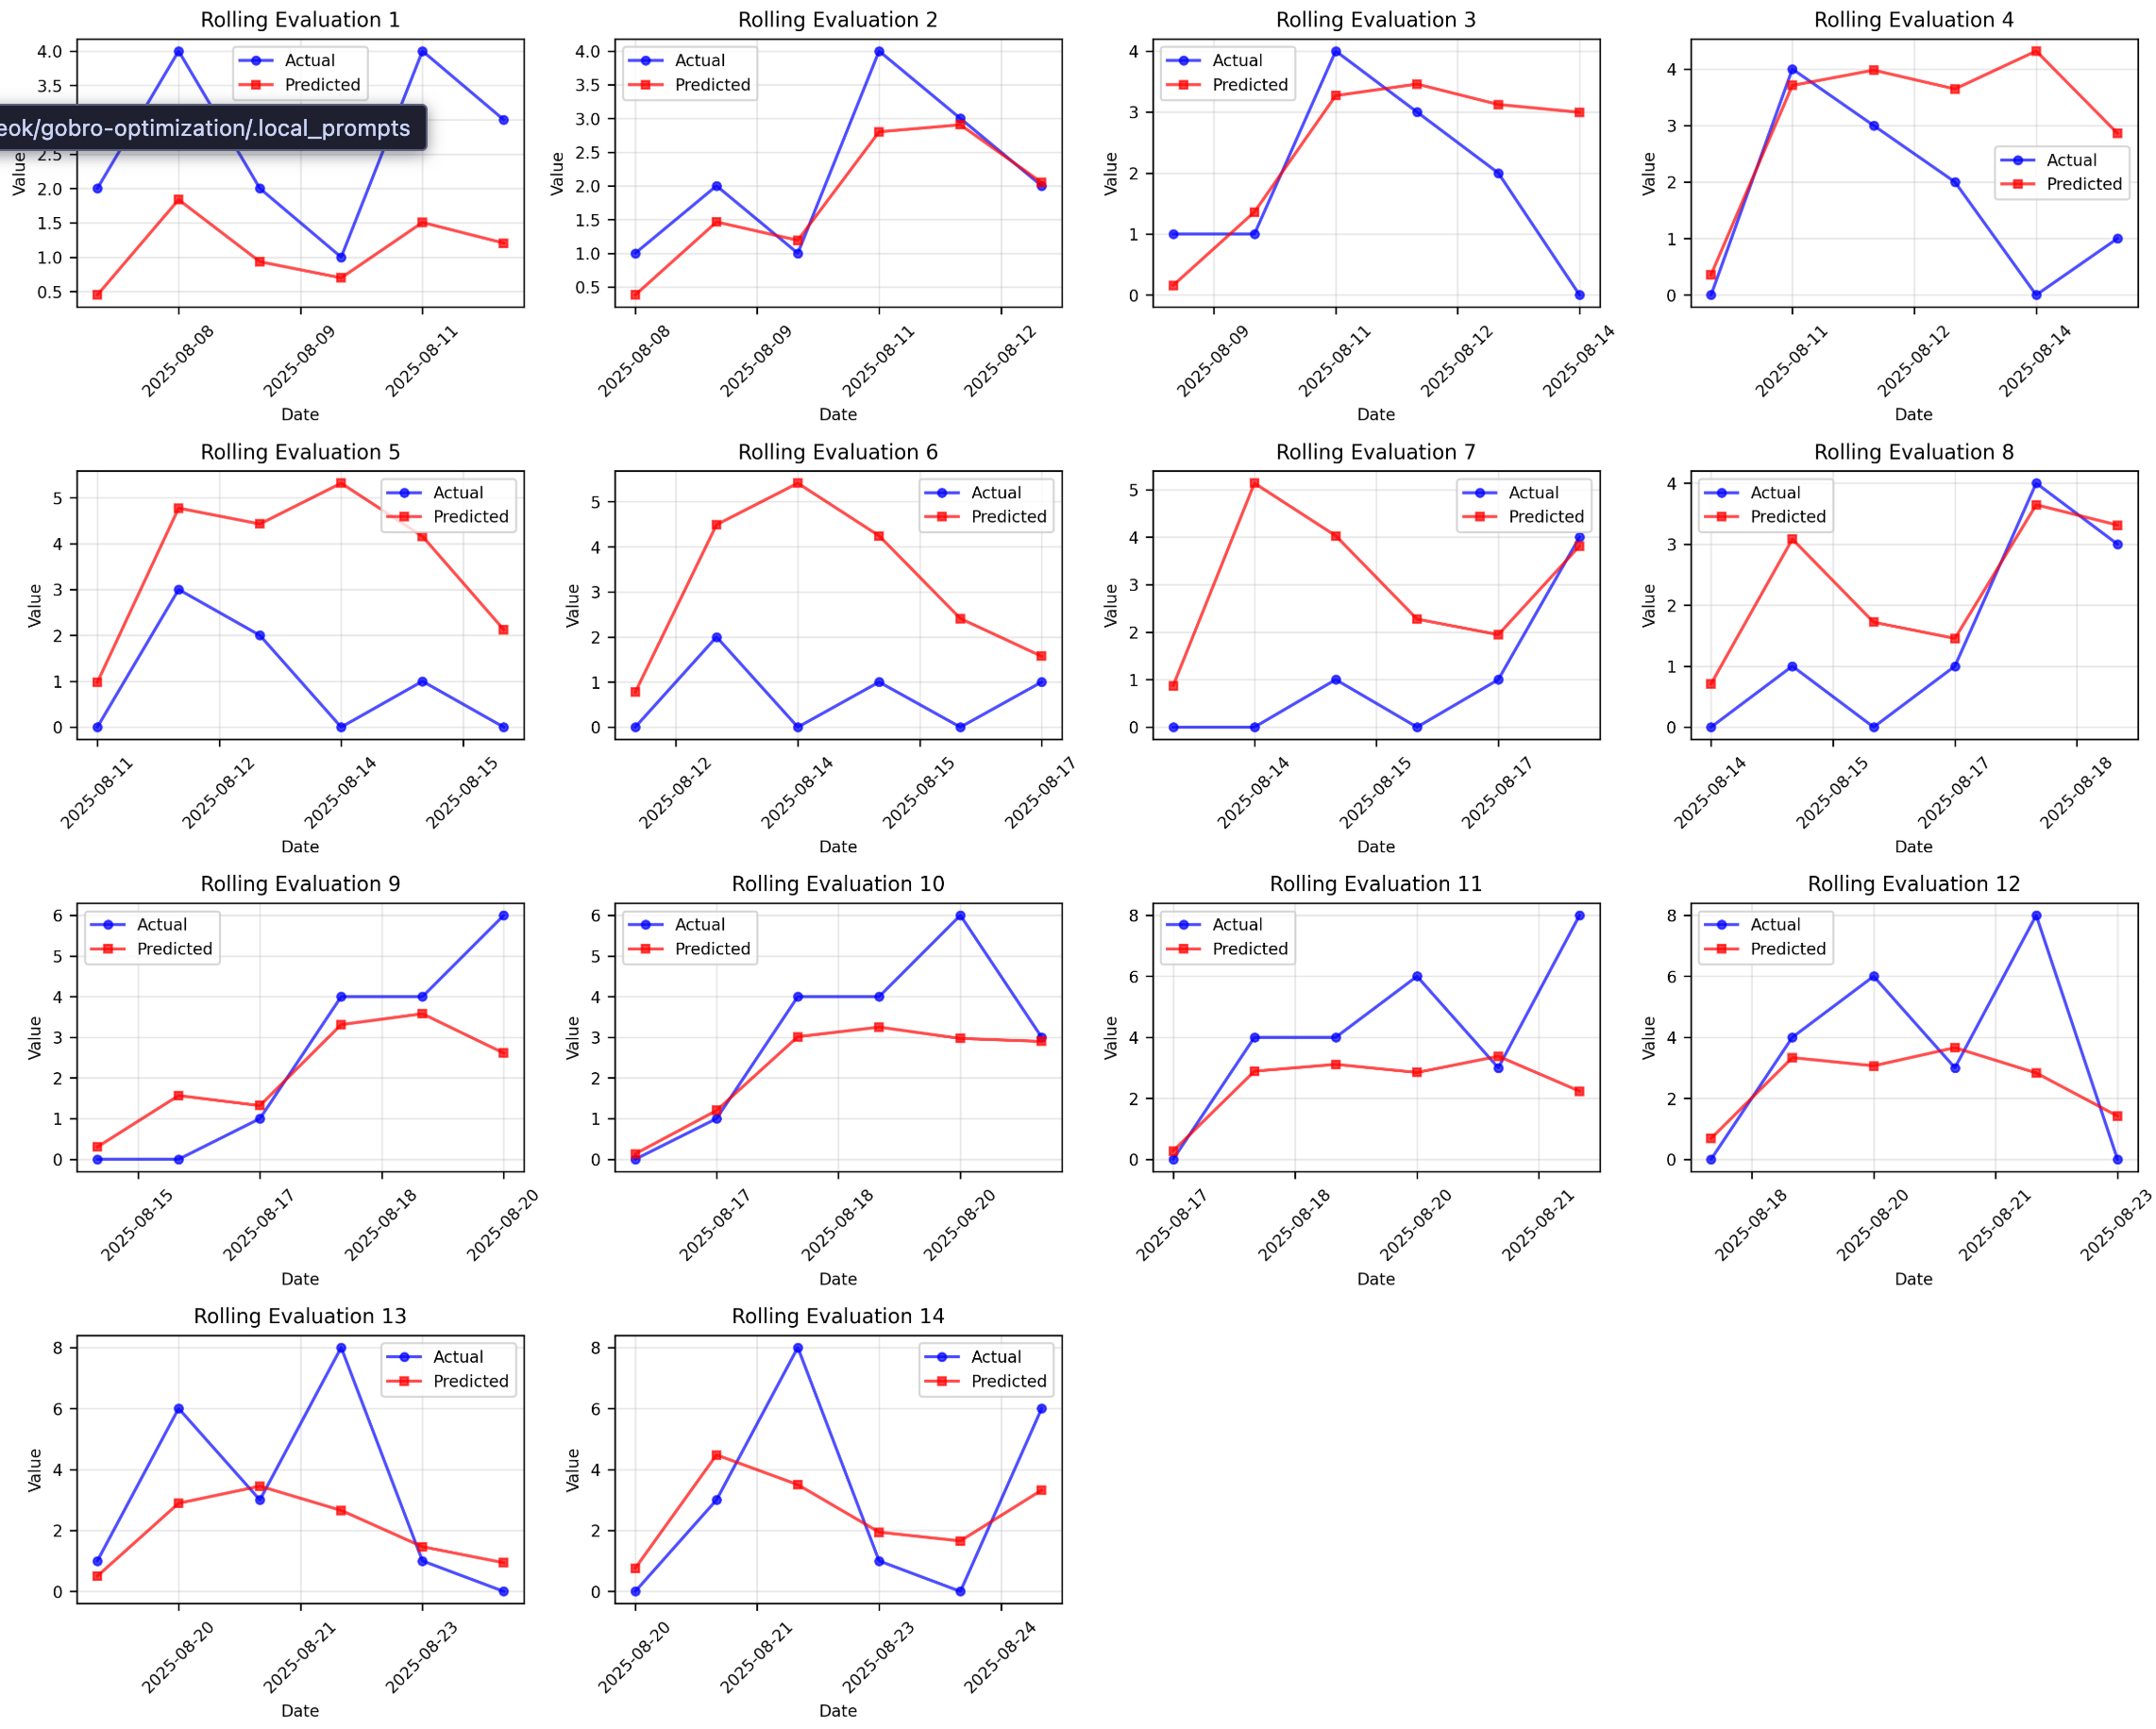 Rolling Evaluation 1
4.0
3.5
2.5
2.0
1.5
1.0
0.5
Value
Actual
Predicted
eok/gobro-optimization/.local_prompts
2025-08-08
2025-08-09
2025-08-11
Date
Rolling Evaluation 2
4.0
3.5
3.0
2.5
2.0
1.5
1.0
0.5
Value
Actual
Predicted
2025-08-08
2025-08-09
2025-08-11
2025-08-12
Date
Rolling Evaluation 3
4
3
2
1
0
Value
Actual
Predicted
2025-08-09
2025-08-11
2025-08-12
2025-08-14
Date
Rolling Evaluation 4
4
3
2
1
0
Value
Actual
Predicted
2025-08-11
2025-08-12
2025-08-14
Date
Rolling Evaluation 5
5
4
3
2
1
0
Value
Actual
Predicted
2025-08-11
2025-08-12
2025-08-14
2025-08-15
Date
Rolling Evaluation 6
5
4
3
2
1
0
Value
Actual
Predicted
2025-08-12
2025-08-14
2025-08-15
2025-08-17
Date
Rolling Evaluation 7
5
4
3
2
1
0
Value
Actual
Predicted
2025-08-14
2025-08-15
2025-08-17
Date
Rolling Evaluation 8
4
3
2
1
0
Value
Actual
Predicted
2025-08-14
2025-08-15
2025-08-17
2025-08-18
Date
Rolling Evaluation 9
6
5
4
3
2
1
0
Value
Actual
Predicted
2025-08-15
2025-08-17
2025-08-18
2025-08-20
Date
Rolling Evaluation 10
6
5
4
3
2
1
0
Value
Actual
Predicted
2025-08-17
2025-08-18
2025-08-20
Date
Rolling Evaluation 11
8
6
4
2
0
Value
Actual
Predicted
2025-08-17
2025-08-18
2025-08-20
2025-08-21
Date
Rolling Evaluation 12
8
6
4
2
0
Value
Actual
Predicted
2025-08-18
2025-08-20
2025-08-21
2025-08-23
Date
Rolling Evaluation 13
8
6
4
2
0
Value
Actual
Predicted
2025-08-20
2025-08-21
2025-08-23
Date
Rolling Evaluation 14
8
6
4
2
0
Value
Actual
Predicted
2025-08-20
2025-08-21
2025-08-23
2025-08-24
Date